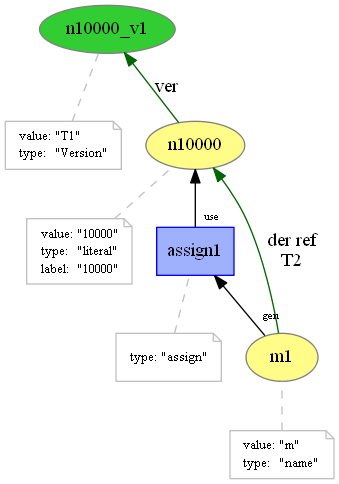 n10000_v1
ver
value: "T1"
type: "Version"
n10000
use
value: "10000"
type: "literal"
label: "10000"
der ref
T2
assign1
gen
type: "assign"
m1
value: "m"
type: "name"